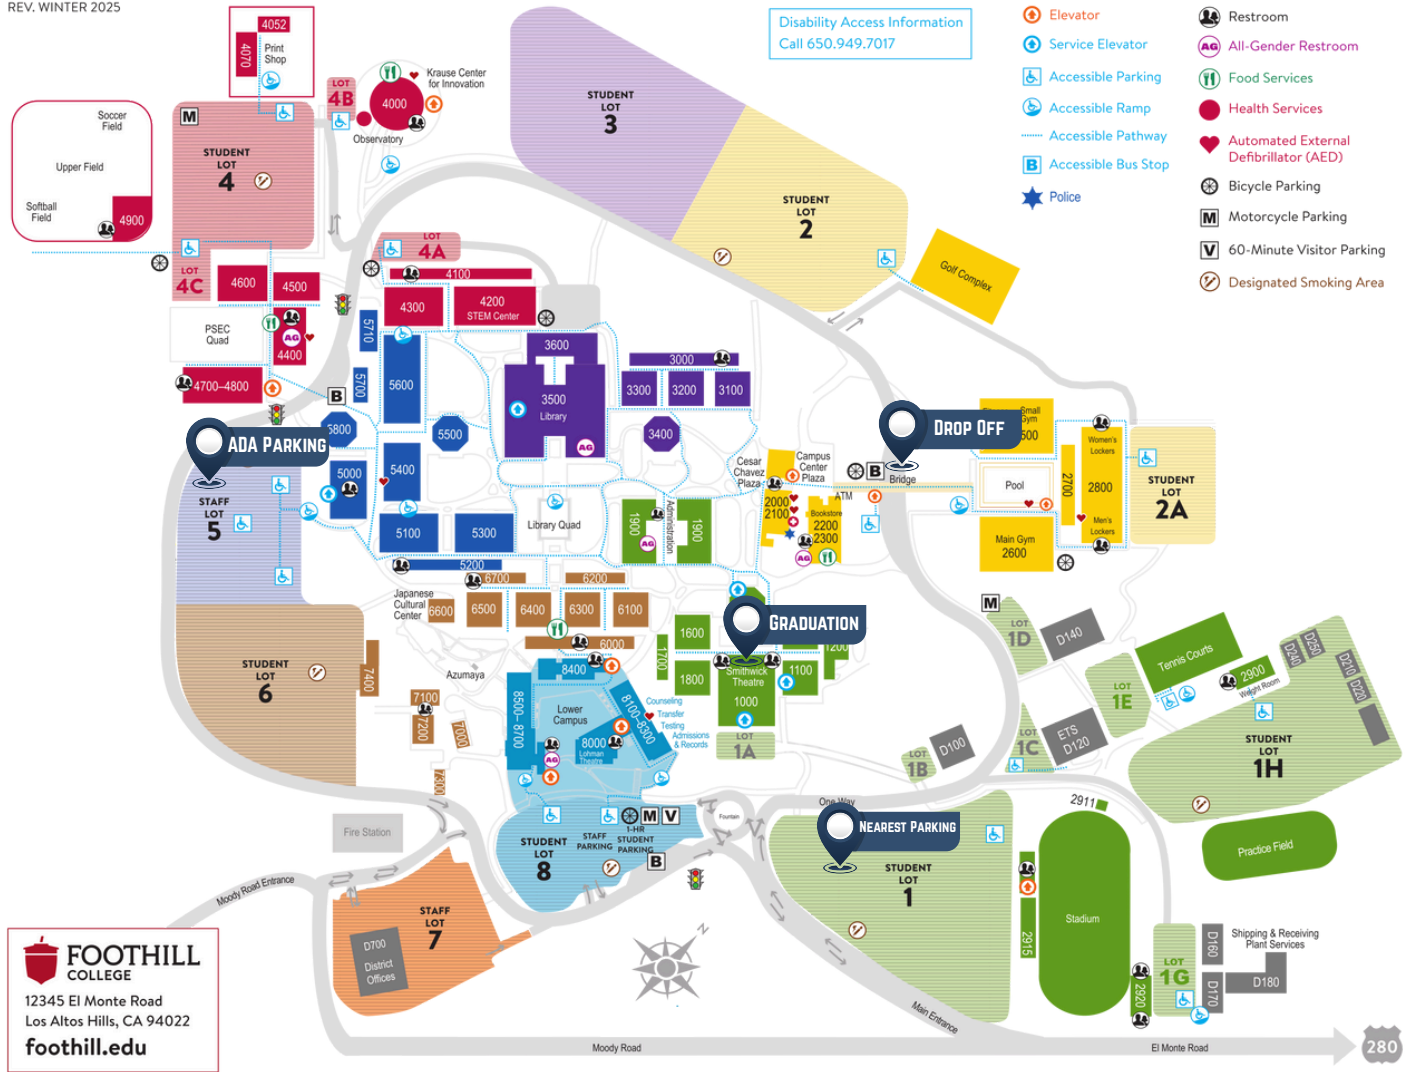 REV. WINTER 2025
4052
4070
Print
Shop
Disability Access Information
Call 650.949.7017
Elevator
Service Elevator
Accessible Parking
Accessible Ramp
Accessible Pathway
B
Accessible Bus Stop
Police
Restroom
AG
All-Gender Restroom
Food Services
Health Services
Automated External
Defibrillator (AED)
Bicycle Parking
M
Motorcycle Parking
V
60-Minute Visitor Parking
Designated Smoking Area
Soccer
Field
Upper Field
Softball
Field
4900
M
STUDENT
LOT
4
LOT
4B
4000
Krause Center
for Innovation
Observatory
STUDENT
LOT
3
STUDENT
LOT
2
Golf Complex
LOT
4A
LOT
4C
4600
4500
4100
4300
4200
STEM Center
PSEC
Quad
AG
4400
4700–4800
5710
5700
B
5600
3600
3500
Library
AG
3000
3300
3200
3100
3400
ADA PARKING
5800
5500
5000
5400
5100
5300
5200
STAFF
LOT
5
Library Quad
1900
Administration
1900
AG
Cesar
Chavez
Plaza
Campus
Center
Plaza
2000
2100
ATM
Bookstore
2200
2300
AG
B
Bridge
DROP OFF
Small
Gym
500
Women's
Lockers
Pool
2700
2800
Main Gym
2600
Men's
Lockers
STUDENT
LOT
2A
6700
6200
Japanese
Cultural
Center
6600
6500
6400
6300
6100
6000
STUDENT
LOT
6
7400
Azumaya
7100
7200
7000
7300
8400
8500–8700
Lower
Campus
8100–8300
8000
Lohman
Theatre
AG
Counseling
Transfer
Testing
Admissions
& Records
1600
1700
1800
GRADUATION
Smithwick
Theatre
1000
1100
1200
LOT
1A
M
LOT
1D
D140
LOT
1E
Tennis Courts
2900
Weight Room
D240
D250
D210
D220
LOT
1C
ETS
D120
LOT
1B
D100
STUDENT
LOT
1H
Practice Field
2911
One Way
Fountain
NEAREST PARKING
STUDENT
LOT
1
Stadium
2915
2920
LOT
1G
D160
D170
D180
Shipping & Receiving
Plant Services
STUDENT
LOT
8
STAFF
PARKING
M
V
1-HR
STUDENT
PARKING
B
Fire Station
Moody Road Entrance
STAFF
LOT
7
D700
District
Offices
N
Main Entrance
Moody Road
El Monte Road
280
FOOTHILL
COLLEGE
12345 El Monte Road
Los Altos Hills, CA 94022
foothill.edu